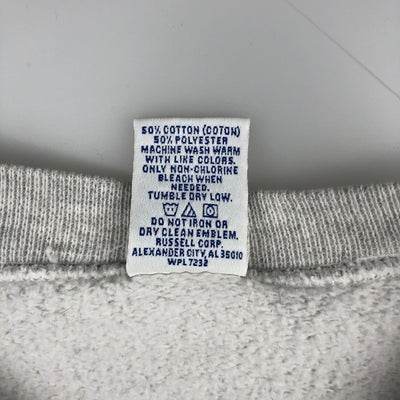 50% COTTON (COTON)
50% POLYESTER
MACHINE WASH WARM
WITH LIKE COLORS.
ONLY NON-CHLORINE
BLEACH WHEN
NEEDED.
TUMBLE DRY LOW.
DO NOT IRON OR
DRY CLEAN EMBLEM.
RUSSELL CORP.
ALEXANDER CITY, AL 35010
WPL 7232